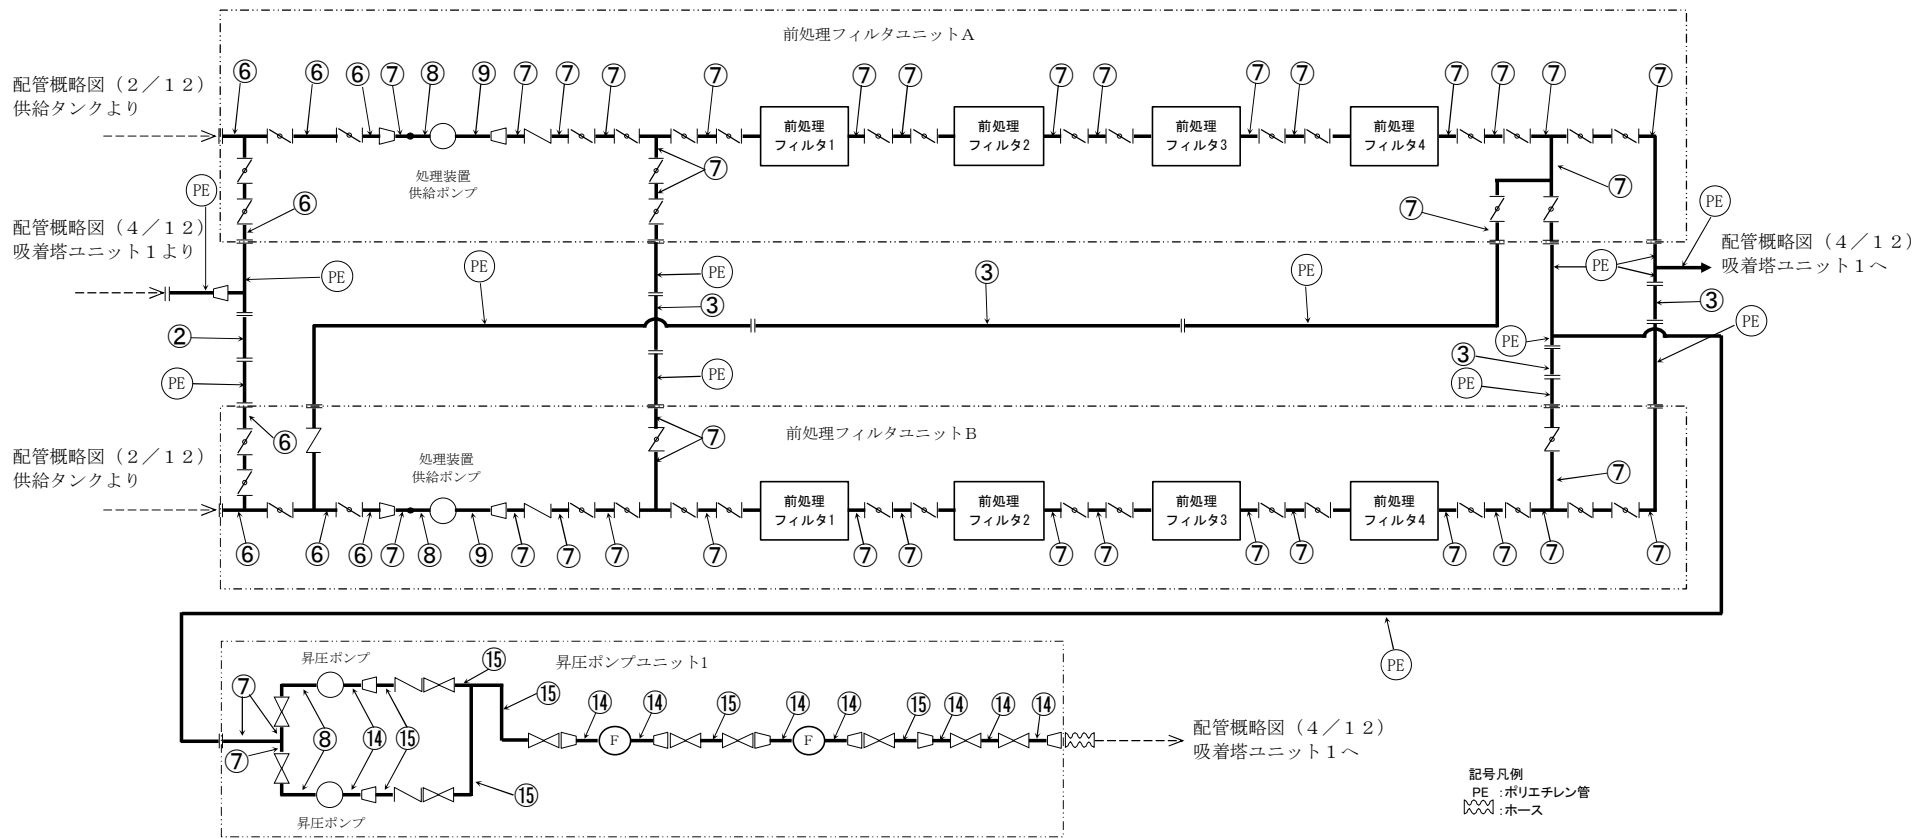 前処理フィルタユニットA
配管概略図（2／12）
供給タンクより
⑥ ⑥ ⑥ ⑦ ⑧ ⑨ ⑦ ⑦ ⑦ ⑦ ⑦ ⑦ ⑦ ⑦ ⑦ ⑦ ⑦ ⑦ ⑦ ⑦
前処理
フィルタ1
前処理
フィルタ2
前処理
フィルタ3
前処理
フィルタ4
処理装置
供給ポンプ
⑦
⑦
PE
⑥
⑦
PE
配管概略図（4／12）
吸着塔ユニット1より
配管概略図（4／12）
吸着塔ユニット1へ
PE
PE
PE
③
PE
PE
③
③
②
PE
PE
③
PE
PE
PE
⑥
⑦
前処理フィルタユニットB
配管概略図（2／12）
供給タンクより
処理装置
供給ポンプ
⑦
前処理
フィルタ1
前処理
フィルタ2
前処理
フィルタ3
前処理
フィルタ4
⑥ ⑥ ⑥ ⑦ ⑧ ⑨ ⑦ ⑦ ⑦ ⑦ ⑦ ⑦ ⑦ ⑦ ⑦ ⑦ ⑦ ⑦ ⑦ ⑦
PE
昇圧ポンプ
⑮
昇圧ポンプユニット1
⑦
⑮
⑭ ⑭ ⑮ ⑭ ⑭ ⑮ ⑭ ⑭ ⑭
⑧ ⑭ ⑮
F F
⑦
⑮
昇圧ポンプ
配管概略図（4／12）
吸着塔ユニット1へ
記号凡例
PE ：ポリエチレン管
：ホース